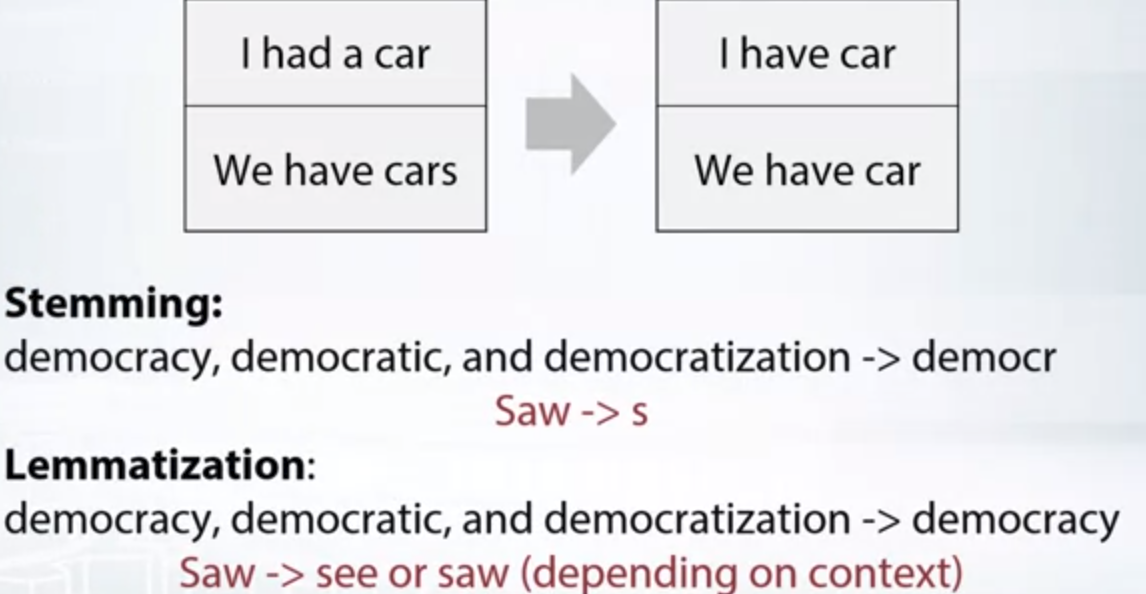 I had a car
I have car
We have cars
We have car
Stemming:
democracy, democratic, and democratization -> democr
Saw -> s
Lemmatization:
democracy, democratic, and democratization -> democracy
Saw -> see or saw (depending on context)